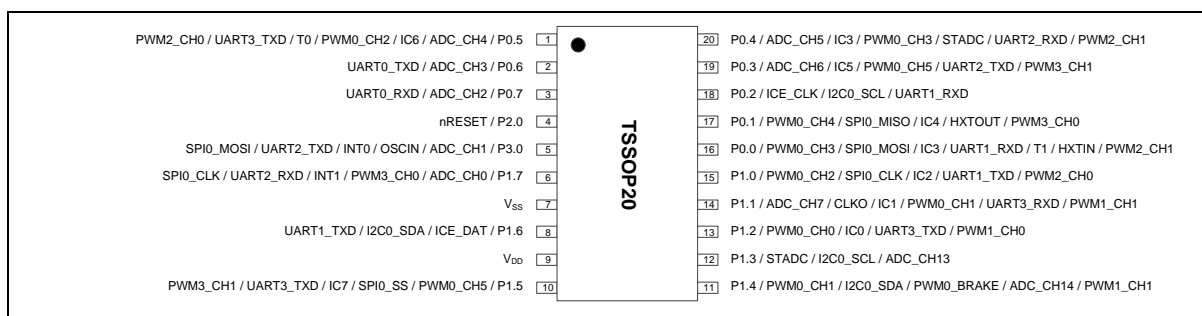 PWM2_CH0 / UART3_TXD / T0 / PWM0_CH2 / IC6 / ADC_CH4 / P0.5 1
UART0_TXD / ADC_CH3 / P0.6 2
UART0_RXD / ADC_CH2 / P0.7 3
nRESET / P2.0 4
SPI0_MOSI / UART2_TXD / INT0 / OSCIN / ADC_CH1 / P3.0 5
SPI0_CLK / UART2_RXD / INT1 / PWM3_CH0 / ADC_CH0 / P1.7 6
VSS 7
UART1_TXD / I2C0_SDA / ICE_DAT / P1.6 8
VDD 9
PWM3_CH1 / UART3_TXD / IC7 / SPI0_SS / PWM0_CH5 / P1.5 10
TSSOP20
20 P0.4 / ADC_CH5 / IC3 / PWM0_CH3 / STADC / UART2_RXD / PWM2_CH1
19 P0.3 / ADC_CH6 / IC5 / PWM0_CH5 / UART2_TXD / PWM3_CH1
18 P0.2 / ICE_CLK / I2C0_SCL / UART1_RXD
17 P0.1 / PWM0_CH4 / SPI0_MISO / IC4 / HXTOUT / PWM3_CH0
16 P0.0 / PWM0_CH3 / SPI0_MOSI / IC3 / UART1_RXD / T1 / HXTIN / PWM2_CH1
15 P1.0 / PWM0_CH2 / SPI0_CLK / IC2 / UART1_TXD / PWM2_CH0
14 P1.1 / ADC_CH7 / CLKO / IC1 / PWM0_CH1 / UART3_RXD / PWM1_CH1
13 P1.2 / PWM0_CH0 / IC0 / UART3_TXD / PWM1_CH0
12 P1.3 / STADC / I2C0_SCL / ADC_CH13
11 P1.4 / PWM0_CH1 / I2C0_SDA / PWM0_BRAKE / ADC_CH14 / PWM1_CH1